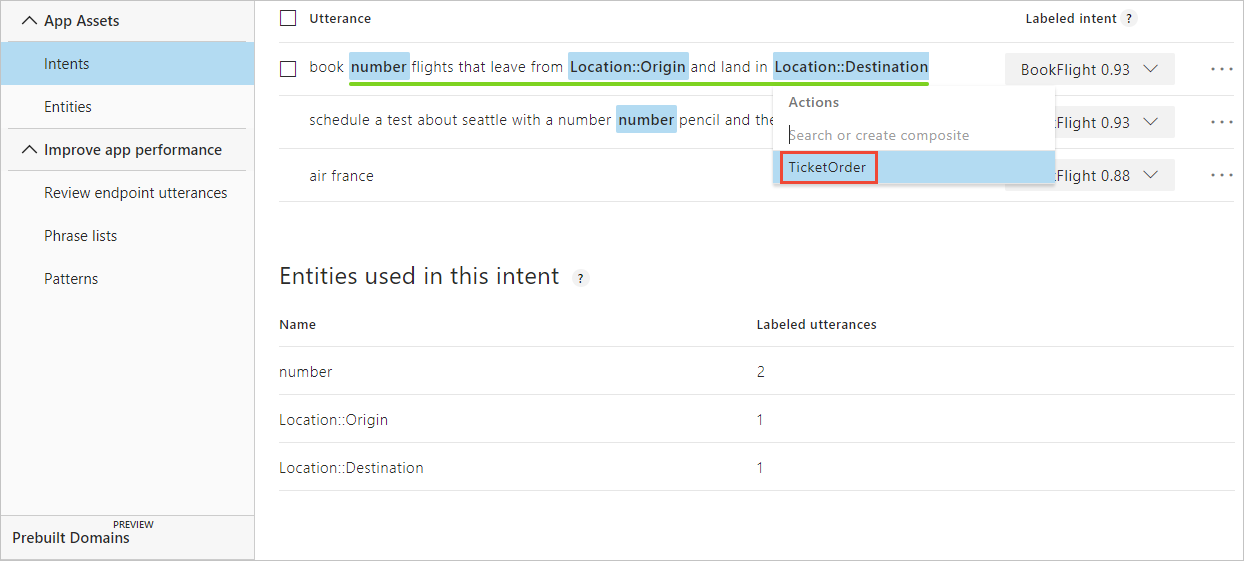 App Assets
Intents
Entities
Improve app performance
Review endpoint utterances
Phrase lists
Patterns
PREVIEW
Prebuilt Domains
Utterance Labeled intent ?
book number flights that leave from Location::Origin and land in Location::Destination BookFlight 0.93 ...
Actions
schedule a test about seattle with a number number pencil and the Flight 0.93 ...
Search or create composite
TicketOrder
air france Flight 0.88 ...
Entities used in this intent ?
Name Labeled utterances
number 2
Location::Origin 1
Location::Destination 1